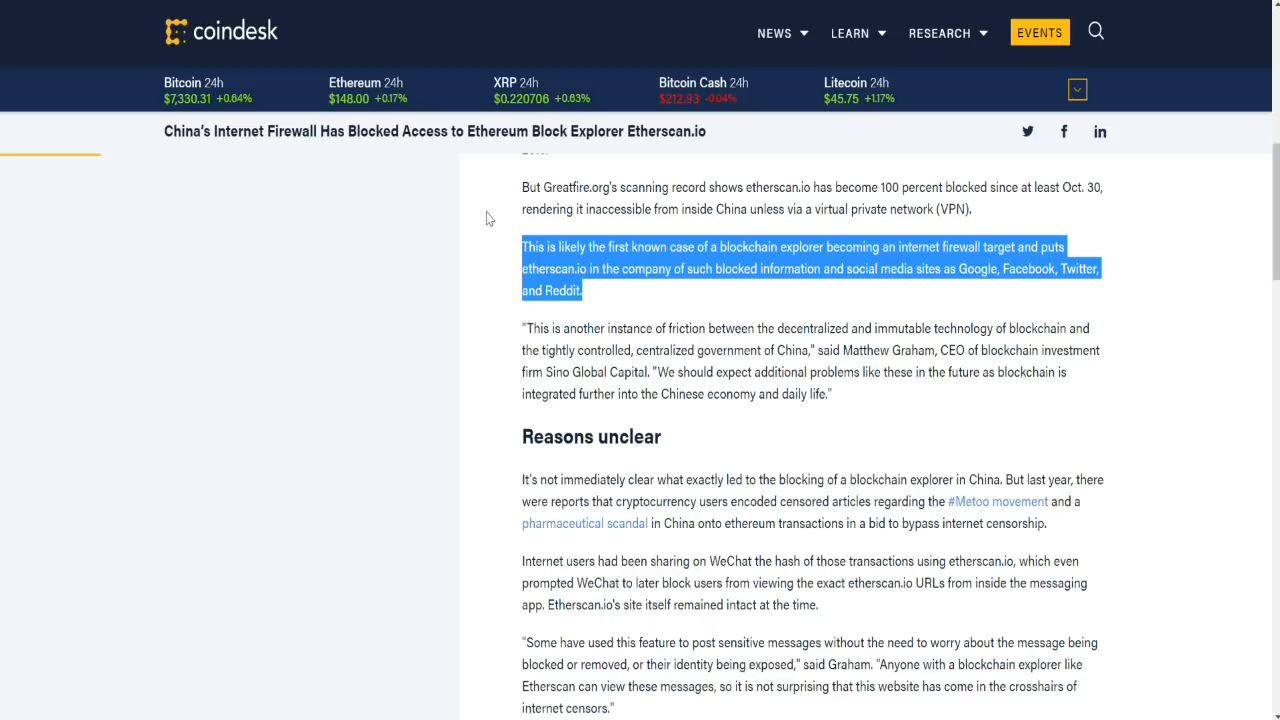 coindesk
NEWS LEARN RESEARCH EVENTS
Bitcoin 24h Ethereum 24h XRP 24h Bitcoin Cash 24h Litecoin 24h
$7,330.31 +0.64% $148.00 +0.17% $0.220706 +0.63% $212.93 -0.04% $45.75 +1.17%
China's Internet Firewall Has Blocked Access to Ethereum Block Explorer Etherscan.io
But Greatfire.org's scanning record shows etherscan.io has become 100 percent blocked since at least Oct. 30,
rendering it inaccessible from inside China unless via a virtual private network (VPN).
This is likely the first known case of a blockchain explorer becoming an internet firewall target and puts
etherscan.io in the company of such blocked information and social media sites as Google, Facebook, Twitter,
and Reddit.
"This is another instance of friction between the decentralized and immutable technology of blockchain and
the tightly controlled, centralized government of China," said Matthew Graham, CEO of blockchain investment
firm Sino Global Capital. "We should expect additional problems like these in the future as blockchain is
integrated further into the Chinese economy and daily life."
Reasons unclear
It's not immediately clear what exactly led to the blocking of a blockchain explorer in China. But last year, there
were reports that cryptocurrency users encoded censored articles regarding the #Metoo movement and a
pharmaceutical scandal in China onto ethereum transactions in a bid to bypass internet censorship.
Internet users had been sharing on WeChat the hash of those transactions using etherscan.io, which even
prompted WeChat to later block users from viewing the exact etherscan.io URLs from inside the messaging
app. Etherscan.io's site itself remained intact at the time.
"Some have used this feature to post sensitive messages without the need to worry about the message being
blocked or removed, or their identity being exposed," said Graham. "Anyone with a blockchain explorer like
Etherscan can view these messages, so it is not surprising that this website has come in the crosshairs of
internet censors."